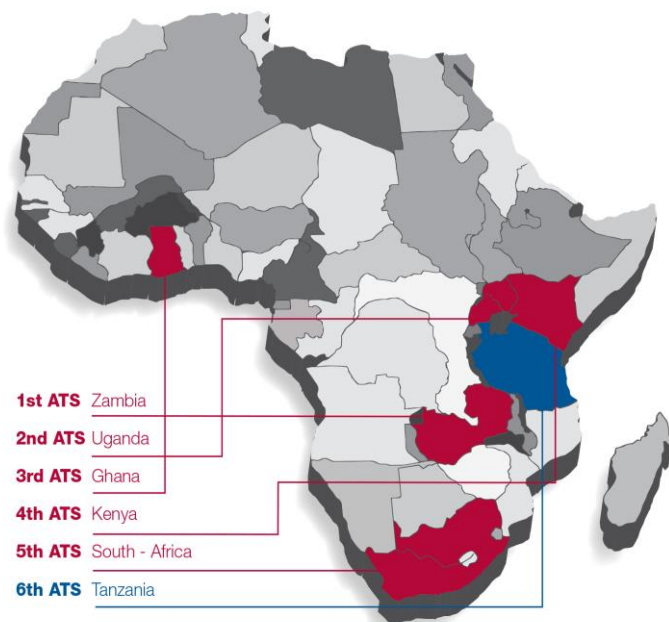 1st ATS Zambia
2nd ATS Uganda
3rd ATS Ghana
4th ATS Kenya
5th ATS South - Africa
6th ATS Tanzania